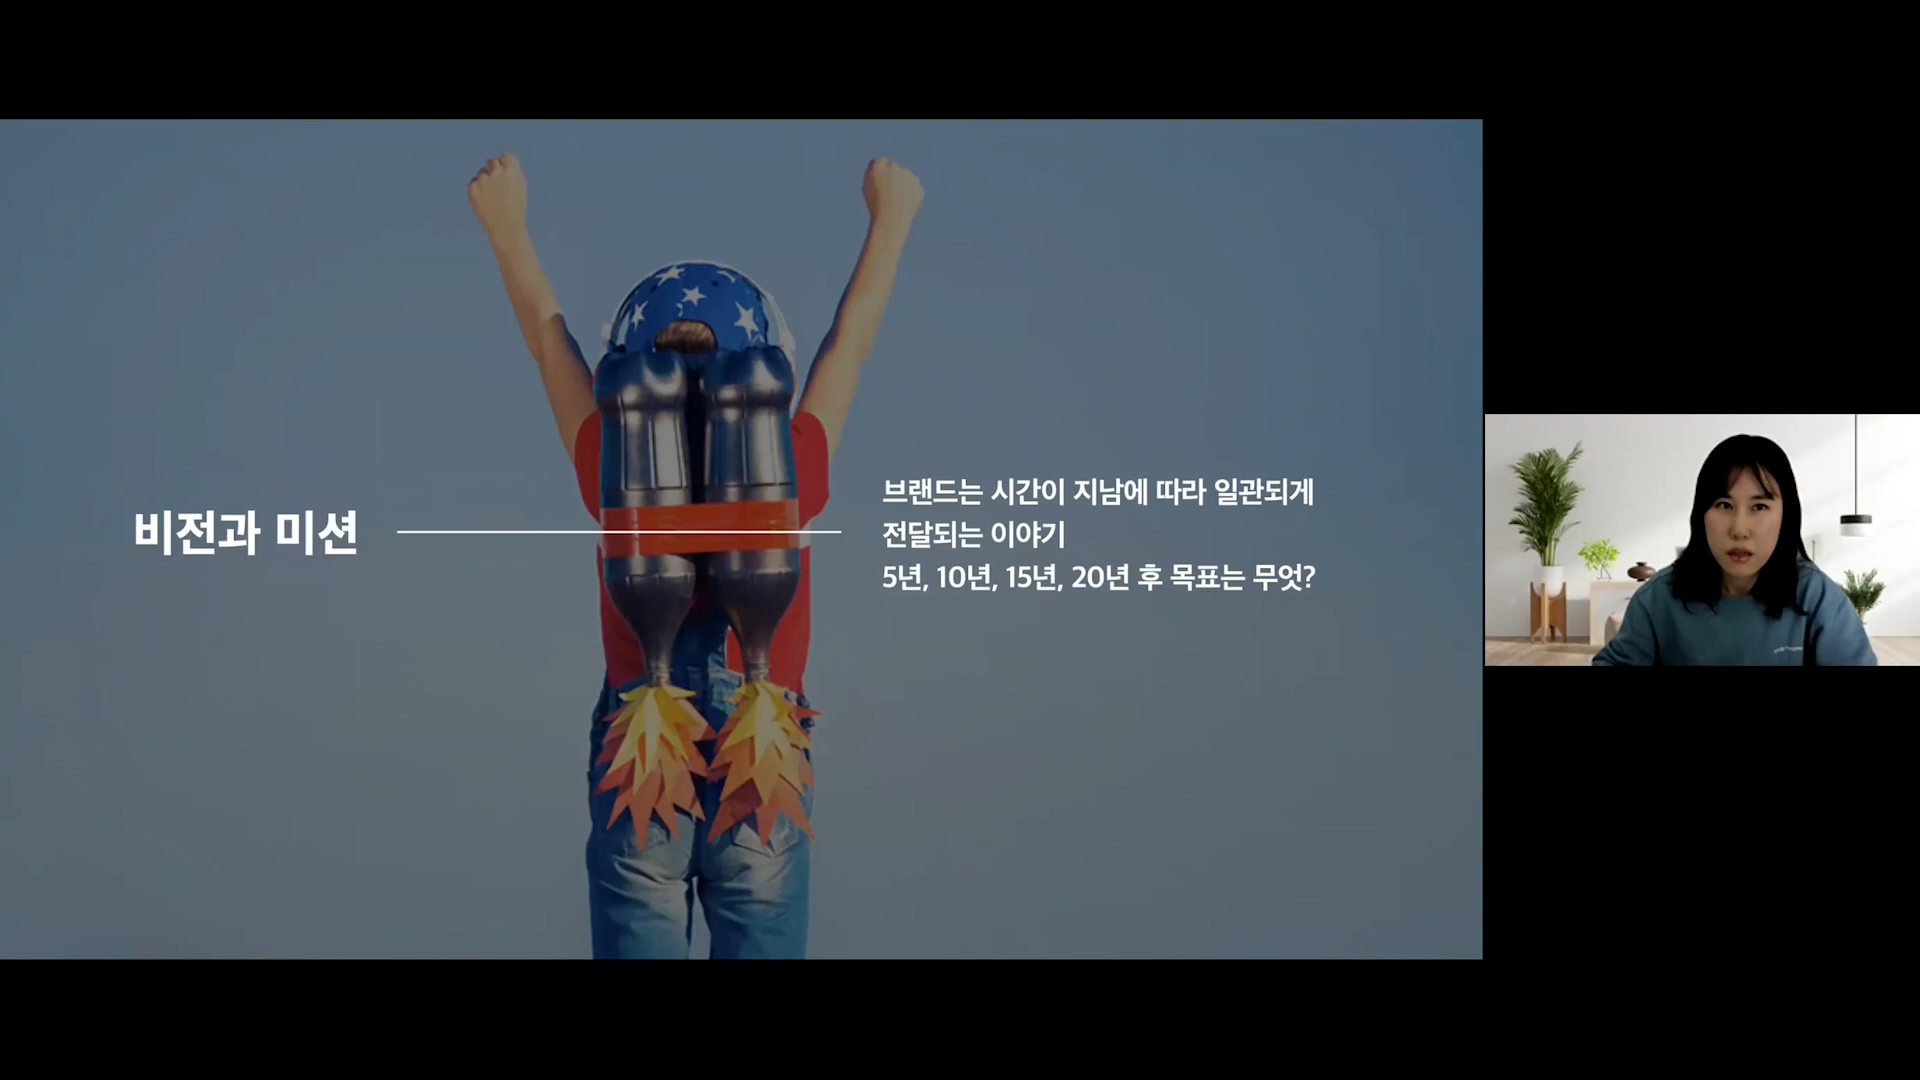 비전과 미션
브랜드는 시간이 지남에 따라 일관되게
전달되는 이야기
5년, 10년, 15년, 20년 후 목표는 무엇?